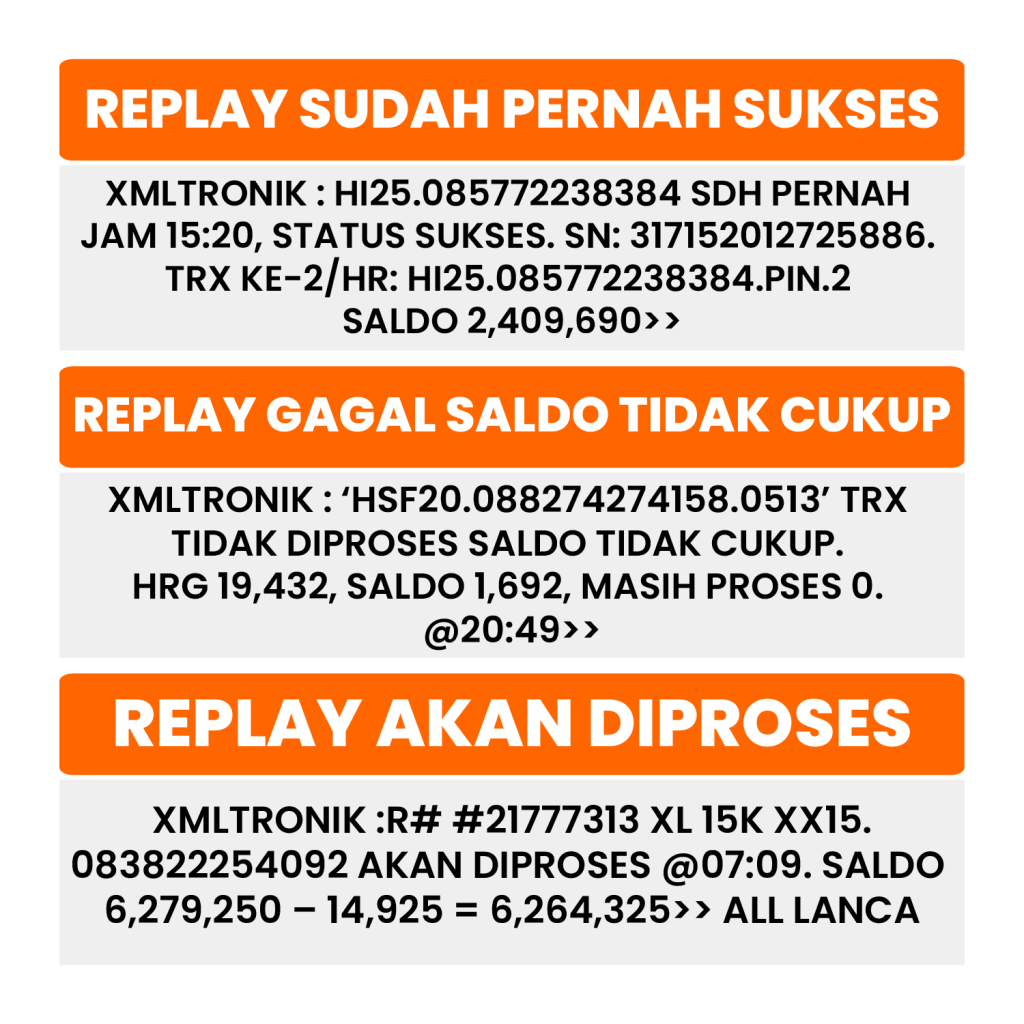 REPLAY SUDAH PERNAH SUKSES
XMLTRONIK : HI25.085772238384 SDH PERNAH
JAM 15:20, STATUS SUKSES. SN: 317152012725886.
TRX KE-2/HR: HI25.085772238384.PIN.2
SALDO 2,409,690>>
REPLAY GAGAL SALDO TIDAK CUKUP
XMLTRONIK : ‘HSF20.088274274158.0513’ TRX
TIDAK DIPROSES SALDO TIDAK CUKUP.
HRG 19,432, SALDO 1,692, MASIH PROSES 0.
@20:49>>
REPLAY AKAN DIPROSES
XMLTRONIK :R# #21777313 XL 15K XX15.
083822254092 AKAN DIPROSES @07:09. SALDO
6,279,250 – 14,925 = 6,264,325>> ALL LANCA